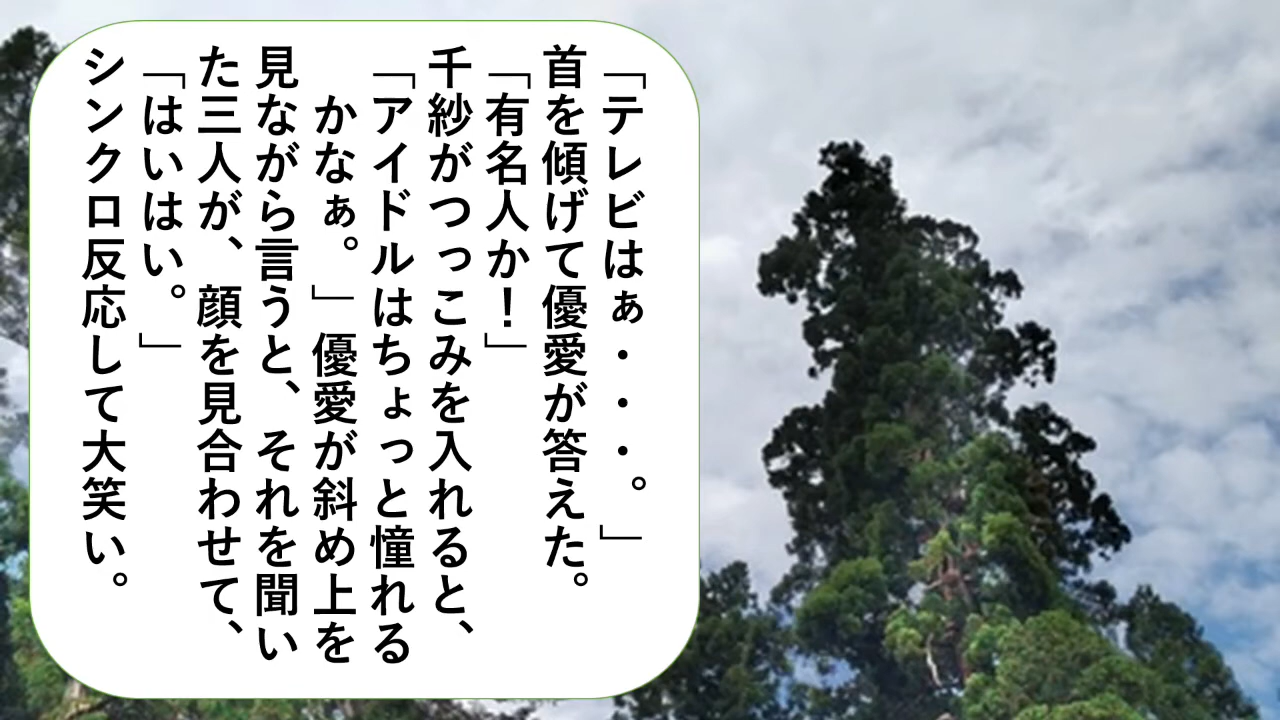 「テレビはぁ・・・。」
首を傾げて優愛が答えた。
「有名人か!」
千紗がつっこみを入れると、
「アイドルはちょっと憧れる
　かなぁ。」優愛が斜め上を
見ながら言うと、それを聞い
た三人が、顔を見合わせて、
「はいはい。」
シンクロ反応して大笑い。